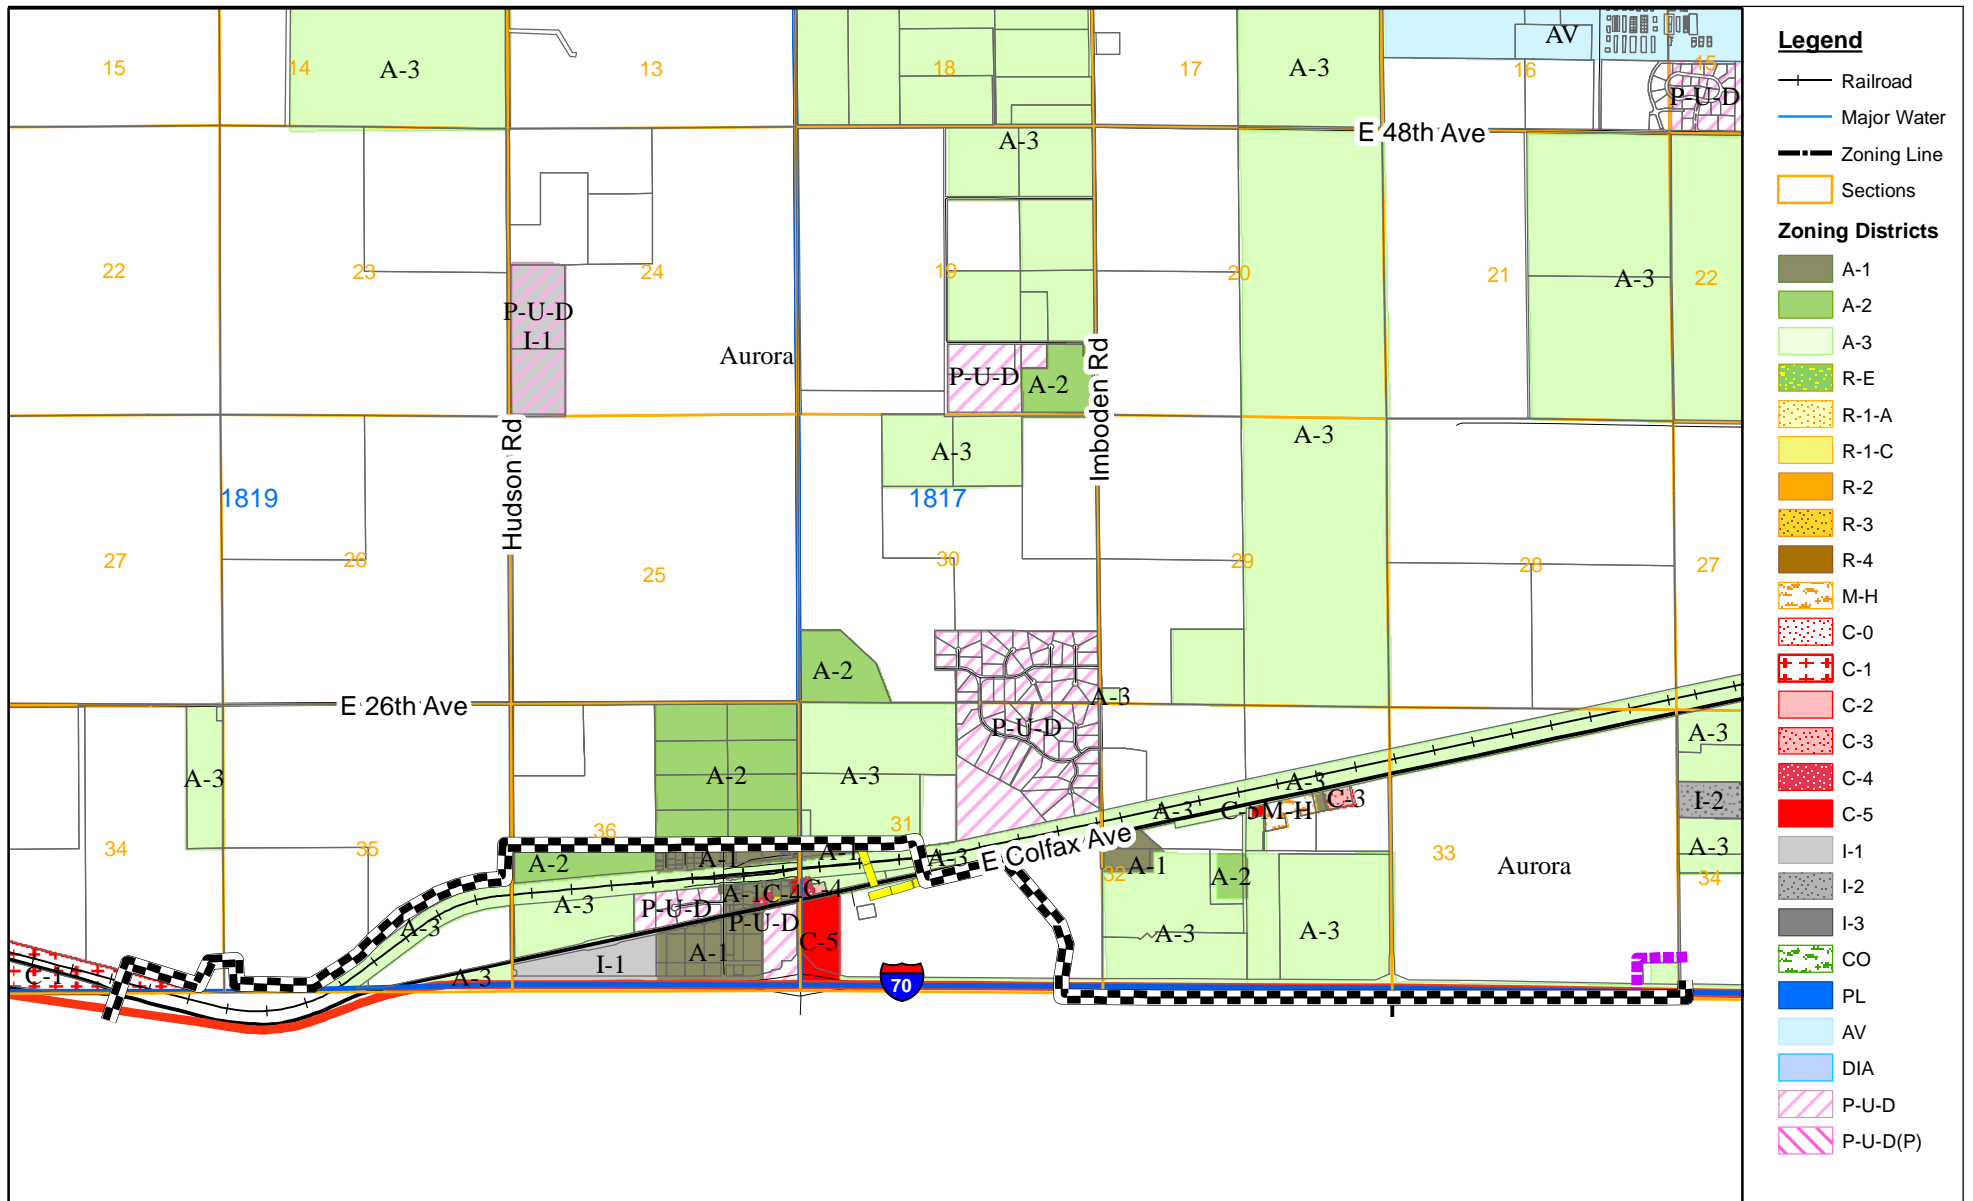 15
14
A-3
13
18
17
A-3
AV
16
15
P-U-D
E 48th Ave
A-3
22
23
24
19
20
21
A-3
22
P-U-D
I-1
Aurora
P-U-D
A-2
Imboden Rd
Hudson Rd
A-3
A-3
1819
1817
27
26
25
30
29
28
27
A-2
A-3
E 26th Ave
P-U-D
A-3
A-3
A-2
A-3
A-3
A-3
C-5
M-H
C-3
I-2
34
35
36
31
E Colfax Ave
33
Aurora
A-3
34
A-2
A-1
A-1
A-3
32
A-1
A-2
A-1
C-4
C-4
A-3
P-U-D
P-U-D
A-3
C-5
A-3
A-3
C-1
A-3
I-1
A-1
70
Legend
Railroad
Major Water
Zoning Line
Sections
Zoning Districts
A-1
A-2
A-3
R-E
R-1-A
R-1-C
R-2
R-3
R-4
M-H
C-0
C-1
C-2
C-3
C-4
C-5
I-1
I-2
I-3
CO
PL
AV
DIA
P-U-D
P-U-D(P)